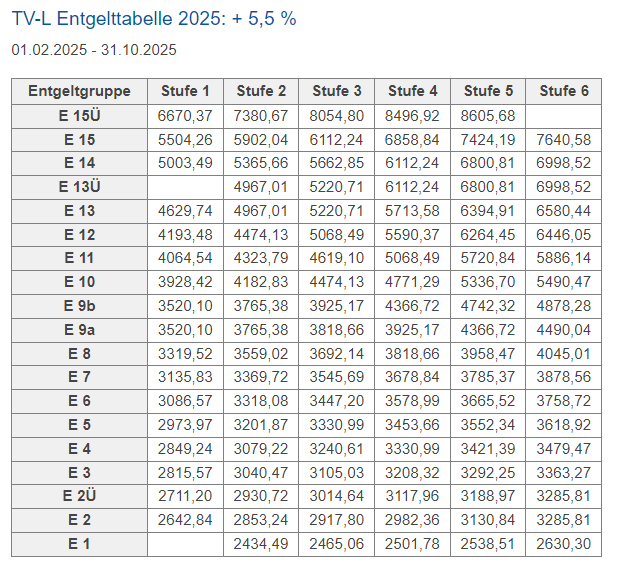 TV-L Entgelttabelle 2025: + 5,5 %
01.02.2025 - 31.10.2025
Entgeltgruppe Stufe 1 Stufe 2 Stufe 3 Stufe 4 Stufe 5 Stufe 6
E 15Ü 6670,37 7380,67 8054,80 8496,92 8605,68
E 15 5504,26 5902,04 6112,24 6858,84 7424,19 7640,58
E 14 5003,49 5365,66 5662,85 6112,24 6800,81 6998,52
E 13Ü 4967,01 5220,71 6112,24 6800,81 6998,52
E 13 4629,74 4967,01 5220,71 5713,58 6394,91 6580,44
E 12 4193,48 4474,13 5068,49 5590,37 6264,45 6446,05
E 11 4064,54 4323,79 4619,10 5068,49 5720,84 5886,14
E 10 3928,42 4182,83 4474,13 4771,29 5336,70 5490,47
E 9b 3520,10 3765,38 3925,17 4366,72 4742,32 4878,28
E 9a 3520,10 3765,38 3818,66 3925,17 4366,72 4490,04
E 8 3319,52 3559,02 3692,14 3818,66 3958,47 4045,01
E 7 3135,83 3369,72 3545,69 3678,84 3785,37 3878,56
E 6 3086,57 3318,08 3447,20 3578,99 3665,52 3758,72
E 5 2973,97 3201,87 3330,99 3453,66 3552,34 3618,92
E 4 2849,24 3079,22 3240,61 3330,99 3421,39 3479,47
E 3 2815,57 3040,47 3105,03 3208,32 3292,25 3363,27
E 2Ü 2711,20 2930,72 3014,64 3117,96 3188,97 3285,81
E 2 2642,84 2853,24 2917,80 2982,36 3130,84 3285,81
E 1 2434,49 2465,06 2501,78 2538,51 2630,30